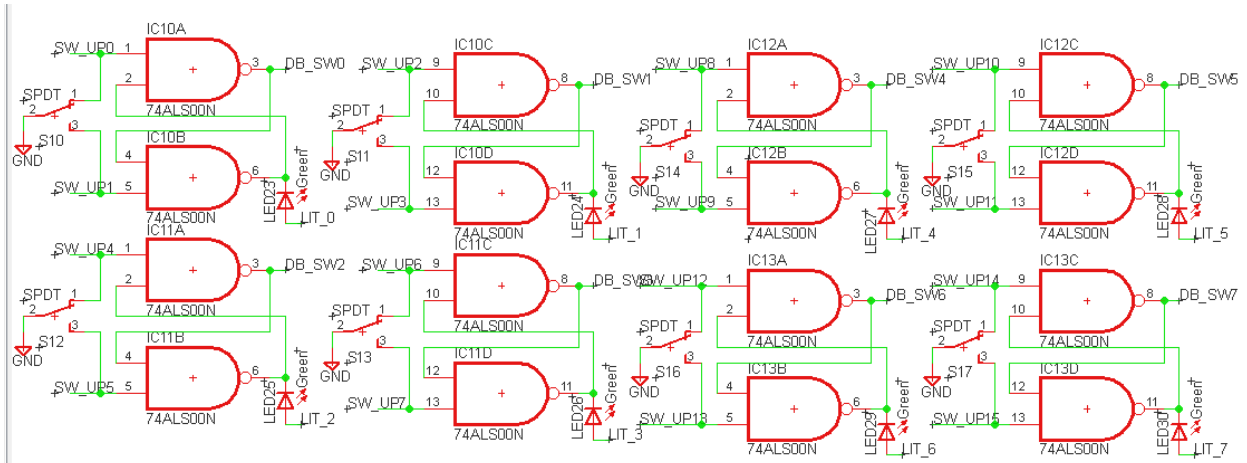 IC10A
SW_UP0
1
2
3
DB_SW0
74ALS00N
SPDT
1
2
3
S10
GND
IC10B
SW_UP1
4
5
6
74ALS00N
LED23
Green
LIT_0
IC10C
SW_UP2
9
10
8
DB_SW1
74ALS00N
SPDT
1
2
3
S11
GND
IC10D
SW_UP3
12
13
11
74ALS00N
LED24
Green
LIT_1
IC12A
SW_UP8
1
2
3
DB_SW4
74ALS00N
SPDT
1
2
3
S14
GND
IC12B
SW_UP9
4
5
6
74ALS00N
LED27
Green
LIT_4
IC12C
SW_UP10
9
10
8
DB_SW5
74ALS00N
SPDT
1
2
3
S15
GND
IC12D
SW_UP11
12
13
11
74ALS00N
LED28
Green
LIT_5
IC11A
SW_UP4
1
2
3
DB_SW2
74ALS00N
SPDT
1
2
3
S12
GND
IC11B
SW_UP5
4
5
6
74ALS00N
LED25
Green
LIT_2
IC11C
SW_UP6
9
10
8
74ALS00N
SPDT
1
2
3
S13
GND
IC11D
SW_UP7
12
13
11
74ALS00N
LED26
Green
LIT_3
IC13A
SW_UP12
1
2
3
DB_SW6
74ALS00N
SPDT
1
2
3
S16
GND
IC13B
SW_UP13
4
5
6
74ALS00N
LED29
Green
LIT_6
IC13C
SW_UP14
9
10
8
DB_SW7
74ALS00N
SPDT
1
2
3
S17
GND
IC13D
SW_UP15
12
13
11
74ALS00N
LED30
Green
LIT_7